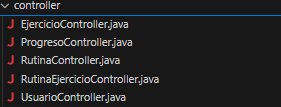 controller
J EjercicioController.java
J ProgresoController.java
J RutinaController.java
J RutinaEjercicioController.java
J UsuarioController.java